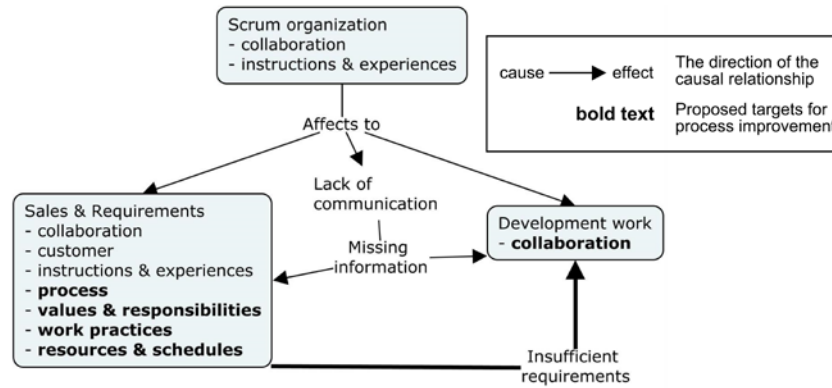 Scrum organization
- collaboration
- instructions & experiences
cause
effect
The direction of the
causal relationship
bold text
Proposed targets for
process improvement
Affects to
Lack of
communication
Sales & Requirements
- collaboration
- customer
- instructions & experiences
- process
- values & responsibilities
- work practices
- resources & schedules
Development work
- collaboration
Missing
information
Insufficient
requirements